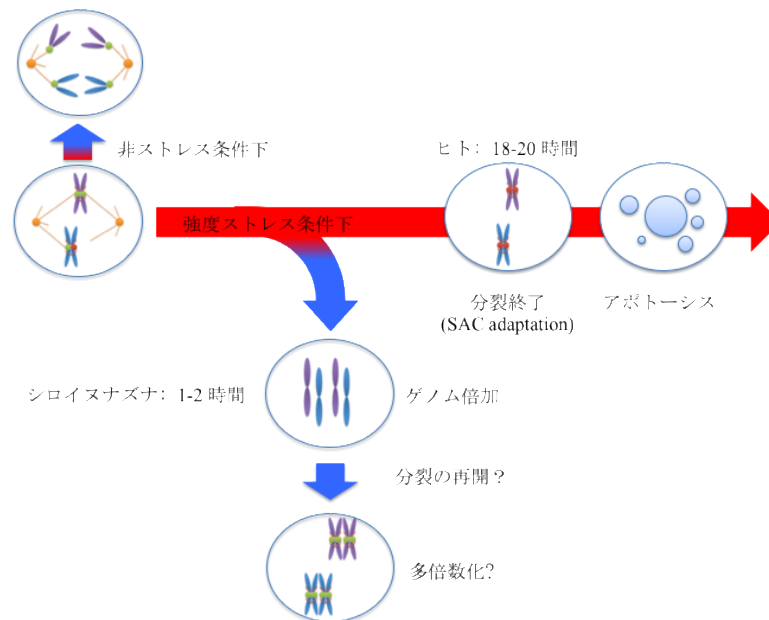 非ストレス条件下
ヒト: 18-20 時間
強度ストレス条件下
分裂終了
(SAC adaptation)
アポトーシス
シロイヌナズナ: 1-2 時間
ゲノム倍加
分裂の再開？
多倍数化?